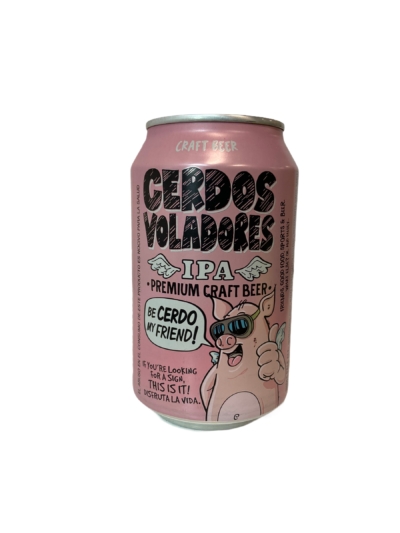 CRAFT BEER
CERDOS
VOLADORES
IPA
•PREMIUM CRAFT BEER•
BE CERDO
MY FRIEND!
IF YOU'RE LOOKING
FOR A SIGN,
THIS IS IT!
DISFRUTA LA VIDA.